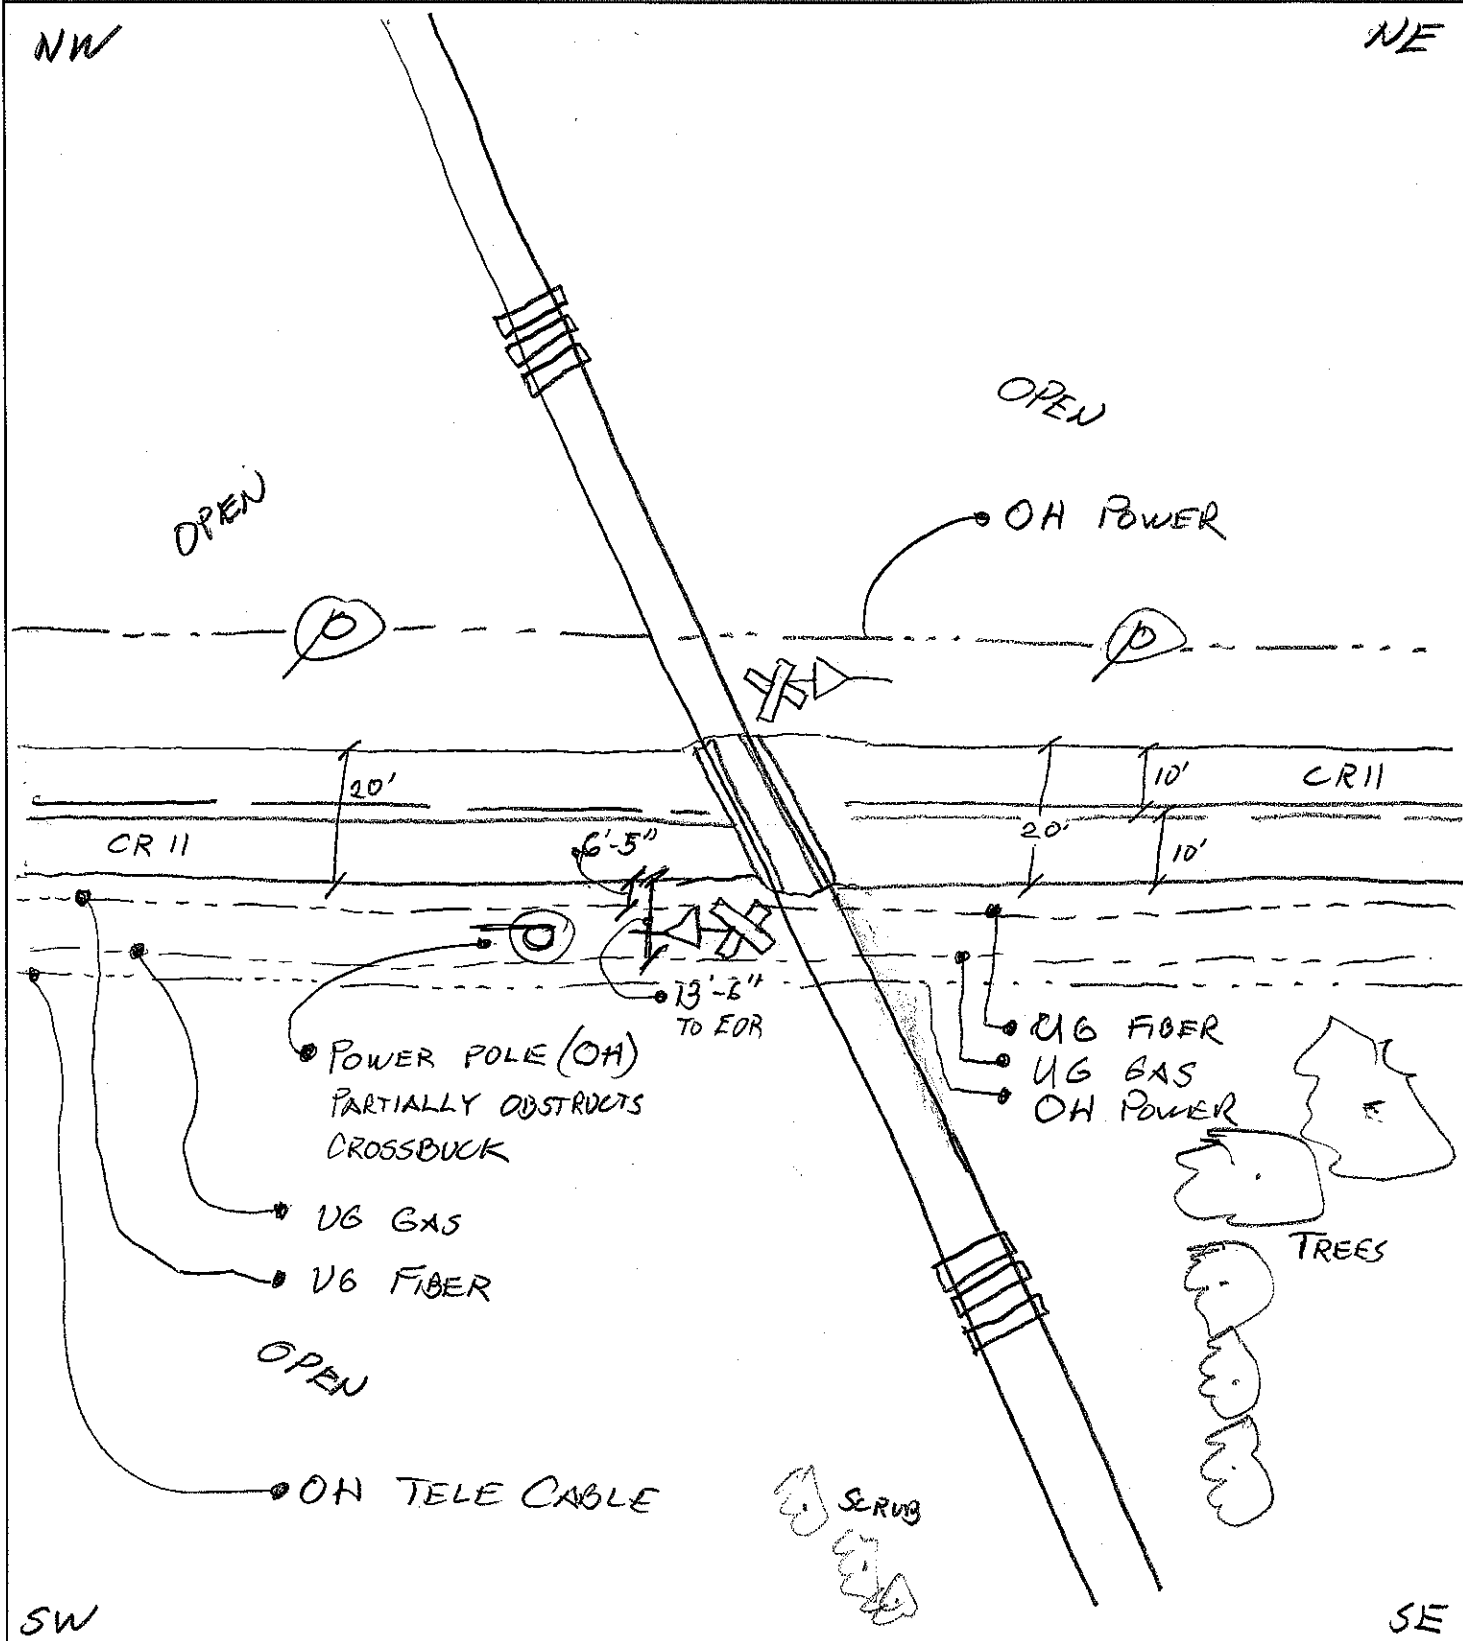 NW
NE
OPEN
OPEN
OH POWER
20'
10'
CR 11
20'
CR 11
6'-5"
10'
13'-6"
TO EOR
POWER POLE (OH)
PARTIALLY OBSTRUCTS
CROSSBUCK
UG FIBER
UG GAS
OH POWER
UG GAS
UG FIBER
TREES
OPEN
OH TELE CABLE
SCRUB
SW
SE